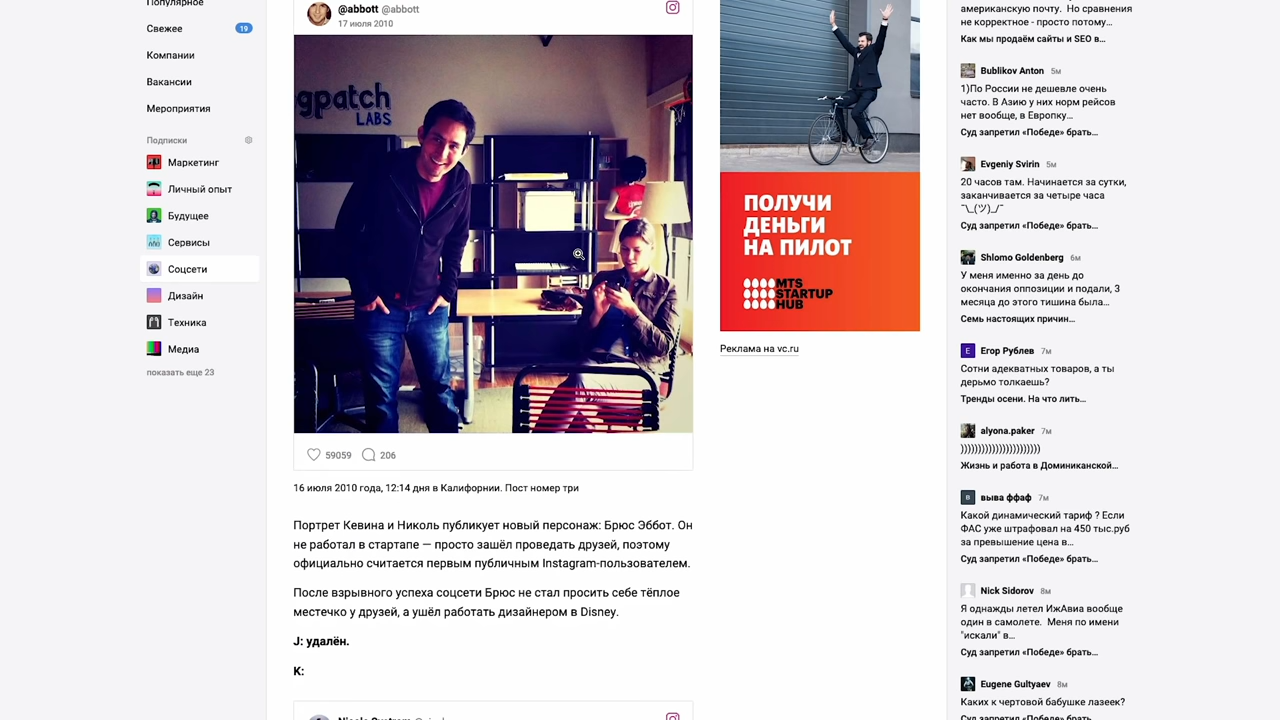 Популярное
Свежее 19
Компании
Вакансии
Мероприятия
Подписки
Маркетинг
Личный опыт
Будущее
Сервисы
Соцсети
Дизайн
Техника
Медиа
показать еще 23
@abbott @abbott
17 июля 2010
gpatch
LABS
59059 206
16 июля 2010 года, 12:14 дня в Калифорнии. Пост номер три
Портрет Кевина и Николь публикует новый персонаж: Брюс Эббот. Он
не работал в стартапе — просто зашёл проведать друзей, поэтому
официально считается первым публичным Instagram-пользователем.
После взрывного успеха соцсети Брюс не стал просить себе тёплое
местечко у друзей, а ушёл работать дизайнером в Disney.
J: удалён.
K:
ПОЛУЧИ
ДЕНЬГИ
НА ПИЛОТ
MTS
STARTUP
HUB
Реклама на vc.ru
американскую почту. Но сравнения
не корректное - просто потому...
Как мы продаём сайты и SEO в...
Bublikov Anton 5м
1)По России не дешевле очень
часто. В Азию у них норм рейсов
нет вообще, в Европку...
Суд запретил «Победе» брать...
Evgeniy Svirin 5м
20 часов там. Начинается за сутки,
заканчивается за четыре часа
¯\_(ツ)_/¯
Суд запретил «Победе» брать...
Shlomo Goldenberg 6м
У меня именно за день до
окончания оппозиции и подали, 3
месяца до этого тишина была...
Семь настоящих причин...
Е Егор Рублев 7м
Сотни адекватных товаров, а ты
дерьмо толкаешь?
Тренды осени. На что лить...
alyona.paker 7м
)))))))))))))))))))))))
Жизнь и работа в Доминиканской...
в выва ффаф 7м
Какой динамический тариф ? Если
ФАС уже штрафовал на 450 тыс.руб
за превышение цена в...
Суд запретил «Победе» брать...
Nick Sidorov 8м
Я однажды летел ИжАвиа вообще
один в самолете. Меня по имени
"искали" в...
Суд запретил «Победе» брать...
Eugene Gultyaev 8м
Каких к чертовой бабушке лазеек?
Суд запретил «Победе» брать...